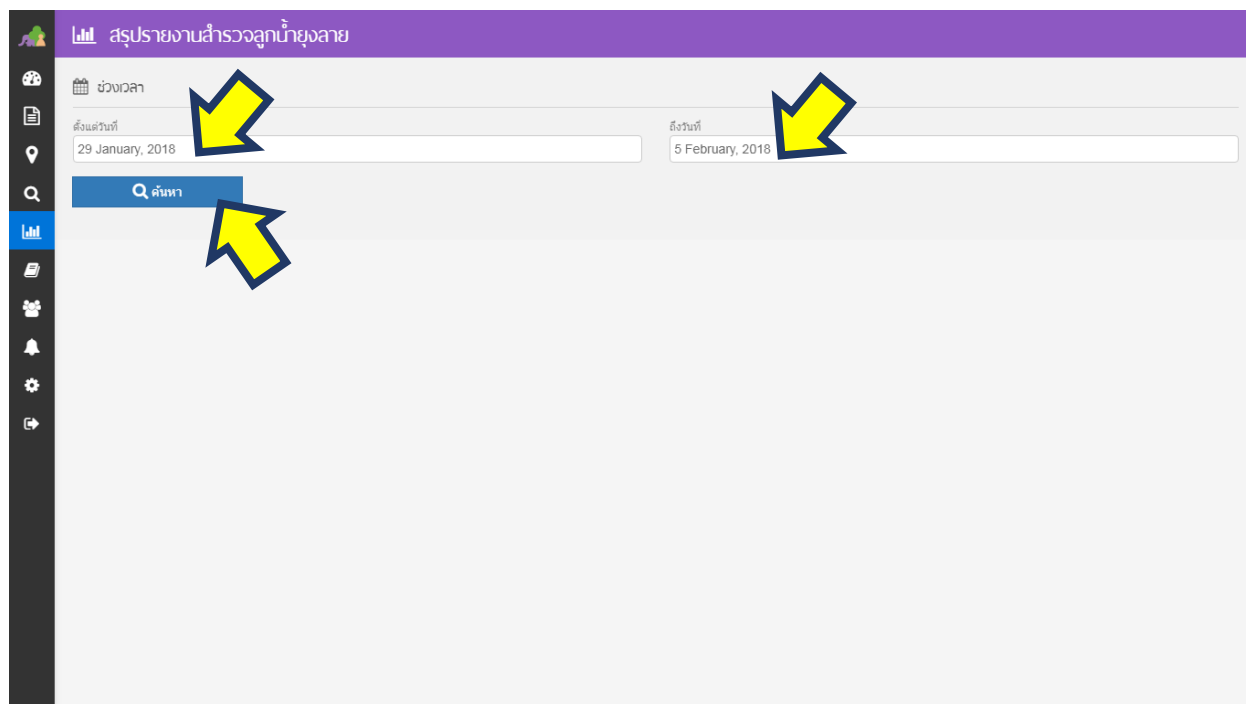 สรุปรายงานสำรวจลูกน้ำยุงลาย
ช่วงเวลา
ตั้งแต่วันที่
ถึงวันที่
29 January, 2018
5 February, 2018
ค้นหา